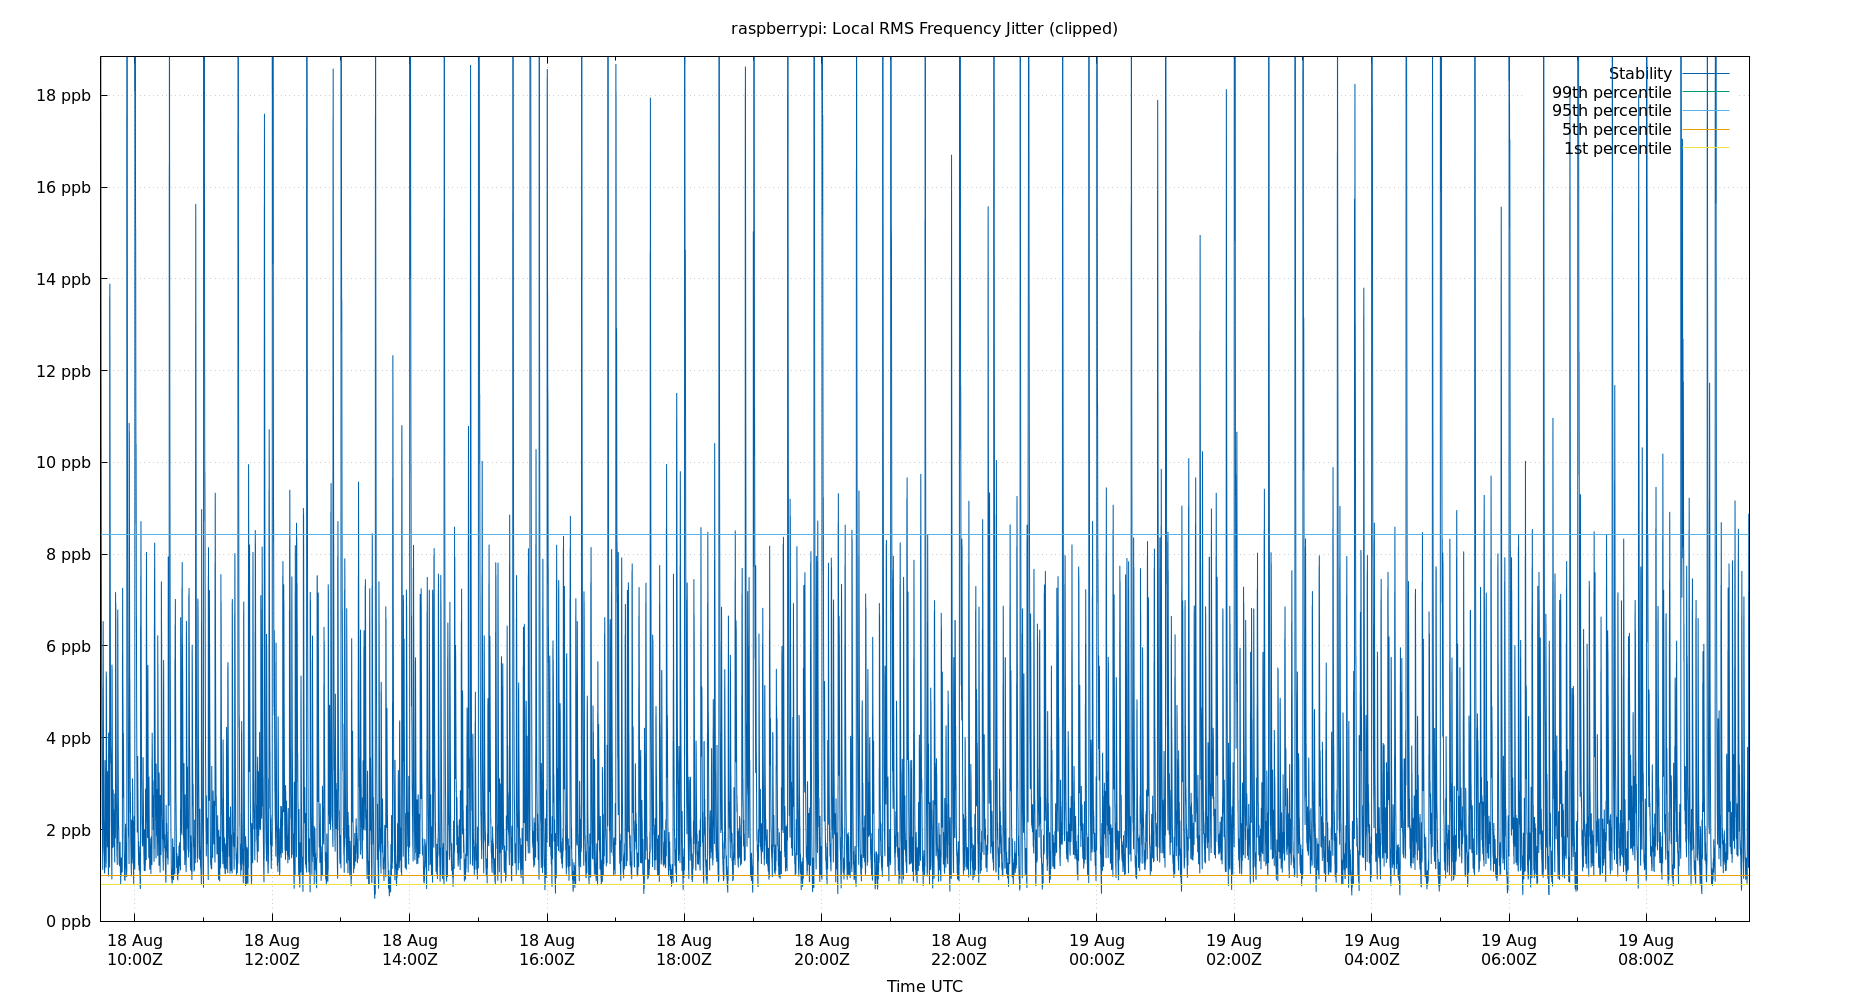 raspberrypi: Local RMS Frequency Jitter (clipped)
Stability
99th percentile
95th percentile
5th percentile
1st percentile
18 ppb
16 ppb
14 ppb
12 ppb
10 ppb
8 ppb
6 ppb
4 ppb
2 ppb
0 ppb
18 Aug 18 Aug 18 Aug 18 Aug 18 Aug 18 Aug 18 Aug 19 Aug 19 Aug 19 Aug 19 Aug 19 Aug
10:00Z 12:00Z 14:00Z 16:00Z 18:00Z 20:00Z 22:00Z 00:00Z 02:00Z 04:00Z 06:00Z 08:00Z
Time UTC